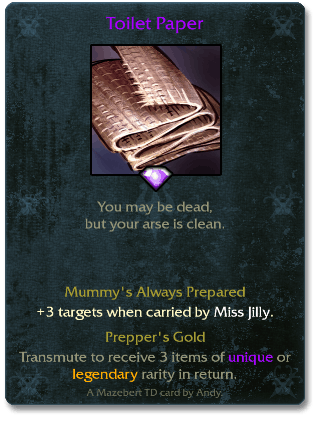 Toilet Paper
You may be dead,
but your arse is clean.
Mummy's Always Prepared
+3 targets when carried by Miss Jilly.
Prepper's Gold
Transmute to receive 3 items of unique or
legendary rarity in return.
A Mazebert TD card by Andy.